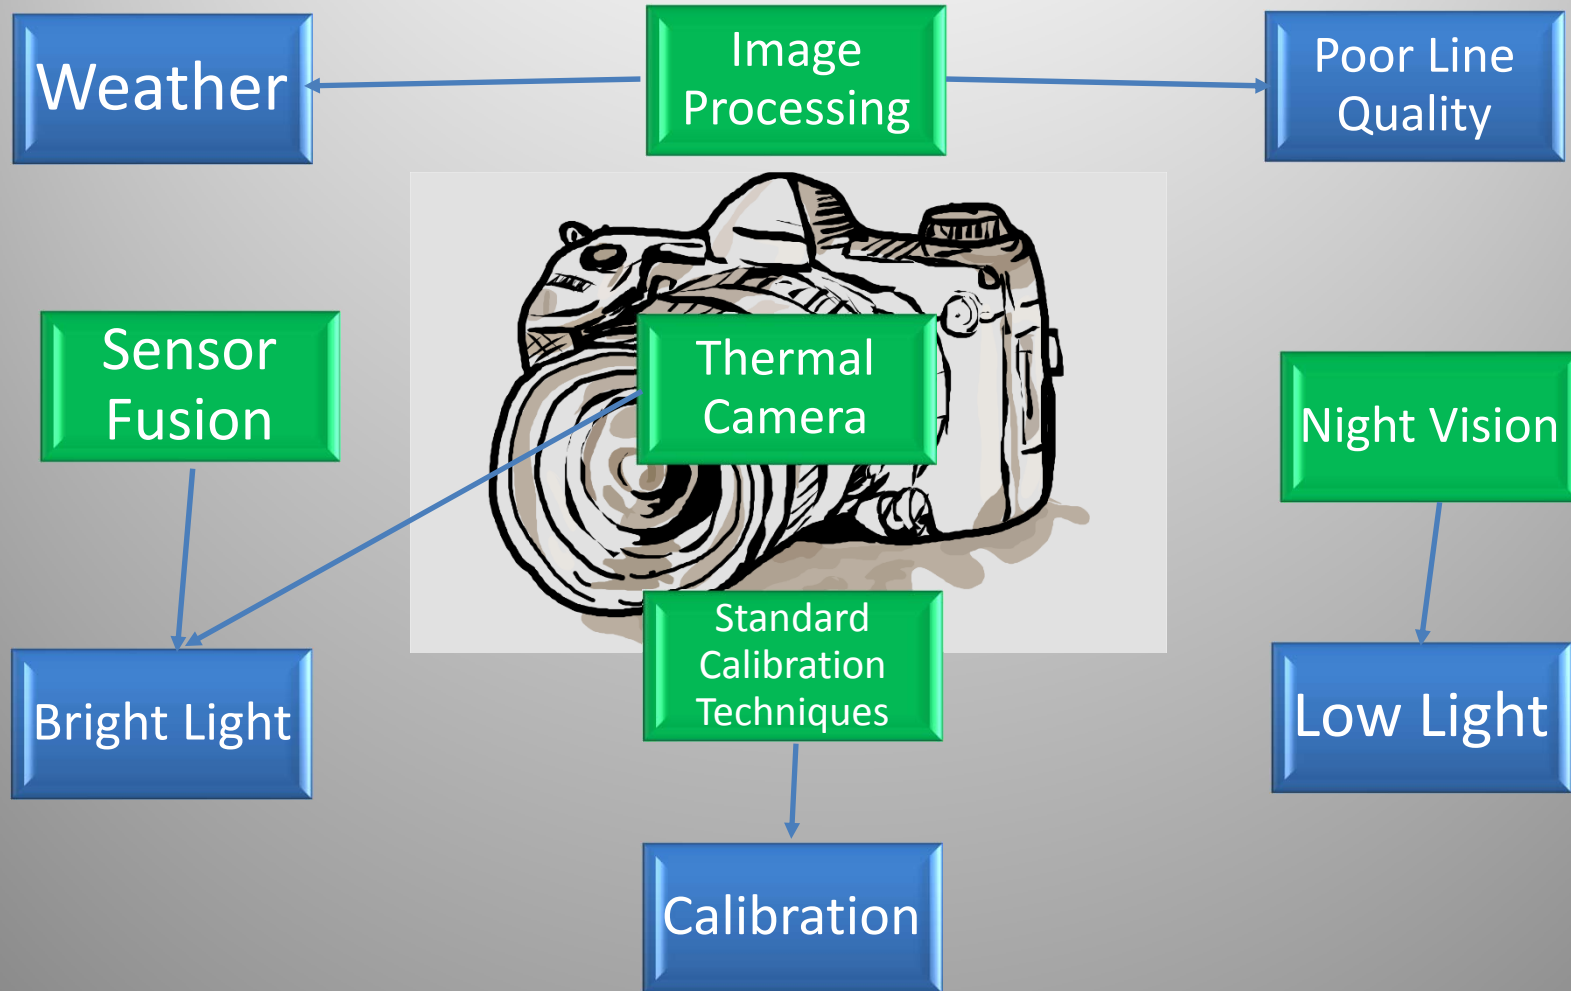 Weather
Image
Processing
Poor Line
Quality
Sensor
Fusion
Thermal
Camera
Night Vision
Standard
Calibration
Techniques
Bright Light
Low Light
Calibration